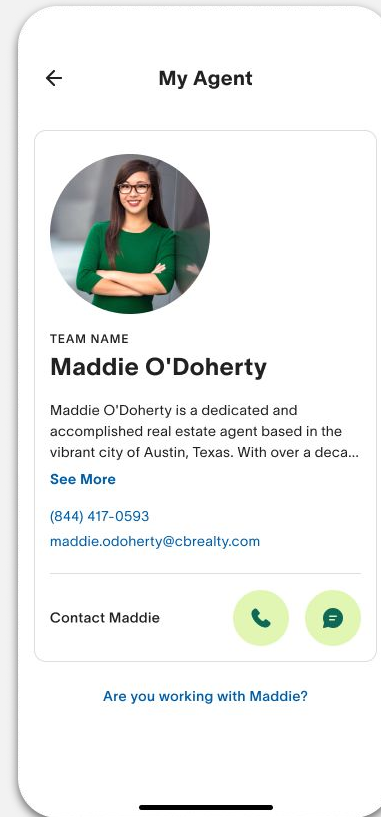 My Agent
TEAM NAME
Maddie O'Doherty
Maddie O'Doherty is a dedicated and
accomplished real estate agent based in the
vibrant city of Austin, Texas. With over a deca...
See More
(844) 417-0593
maddie.odoherty@cbrealty.com
Contact Maddie
Are you working with Maddie?